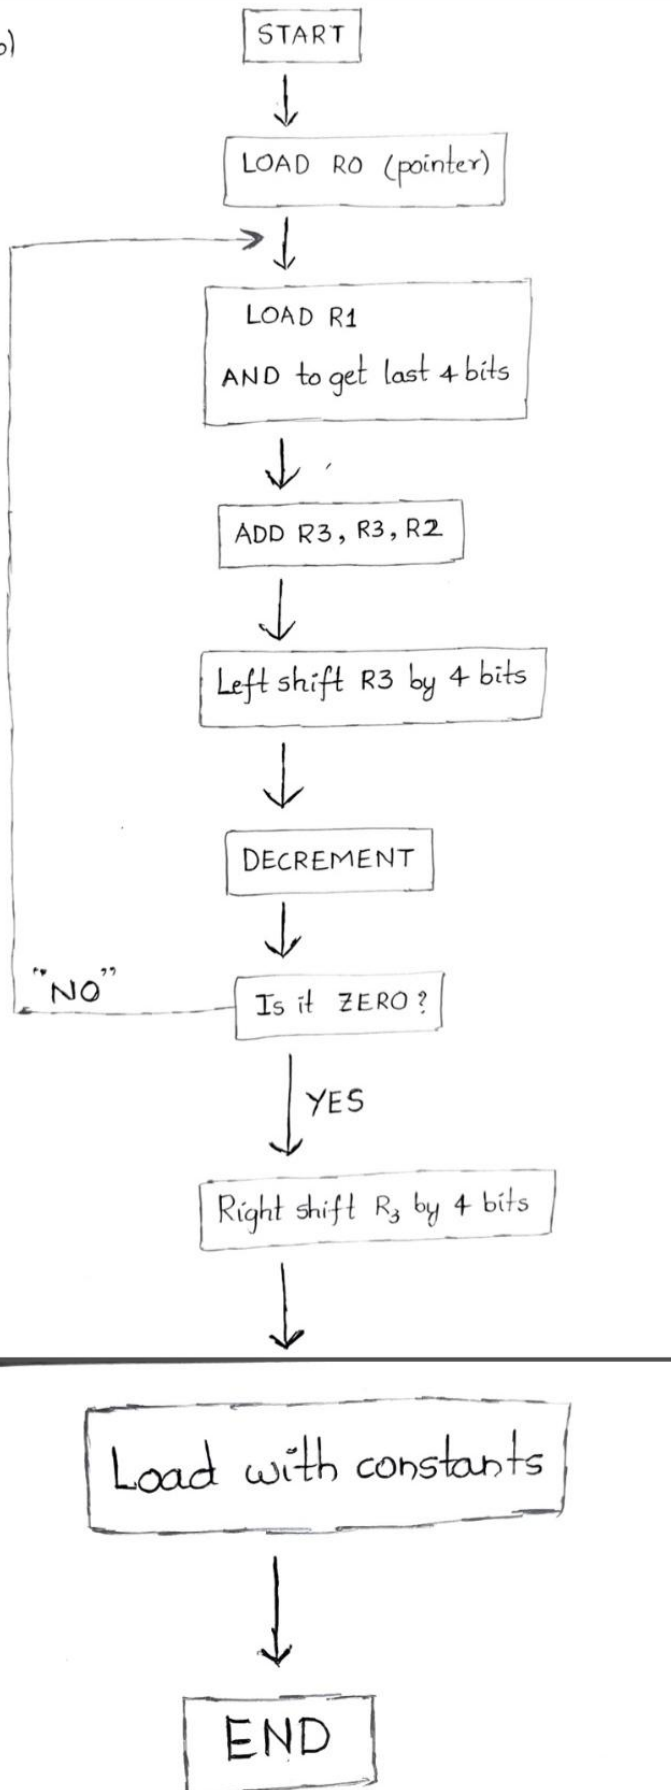 b)
START
LOAD R0 (pointer)
LOAD R1
AND to get last 4 bits
ADD R3, R3, R2
Left shift R3 by 4 bits
DECREMENT
"NO"
Is it ZERO?
YES
Right shift R3 by 4 bits
Load with constants
END